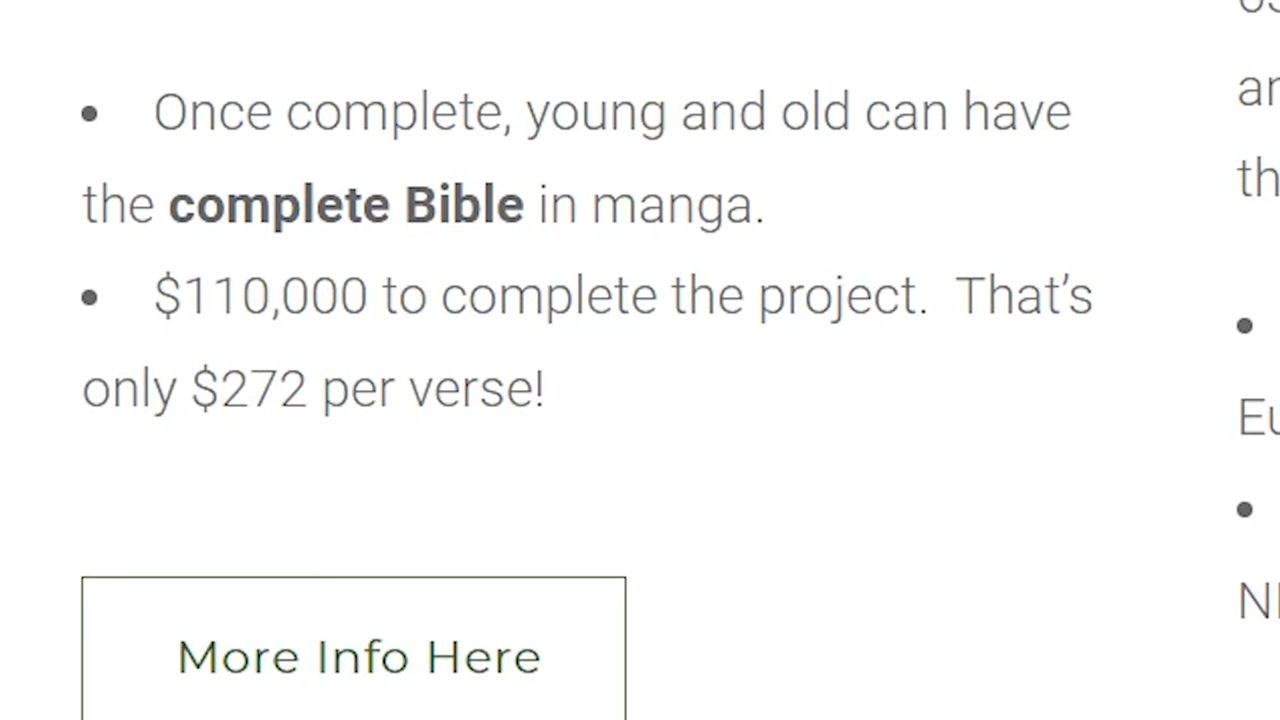 • Once complete, young and old can have
the complete Bible in manga.
• $110,000 to complete the project.  That’s
only $272 per verse!
More Info Here